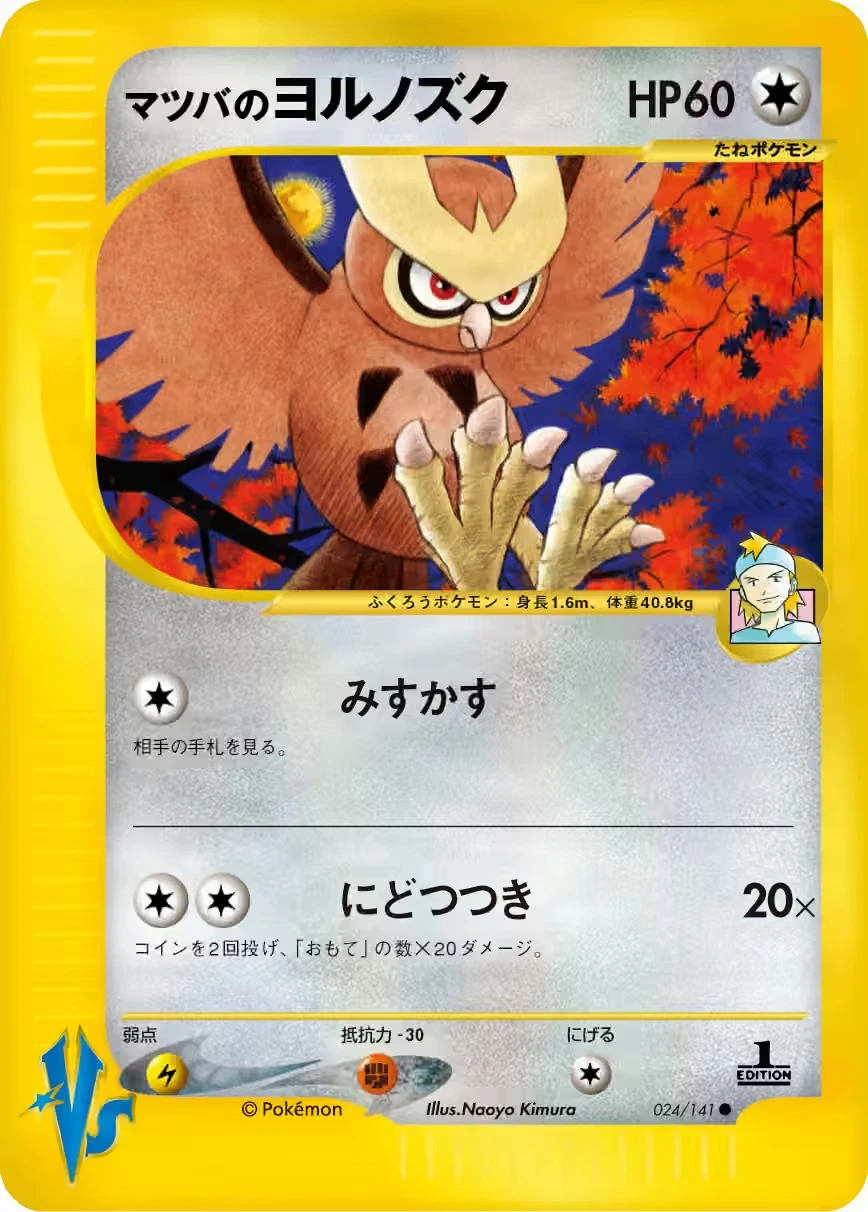 マツバのヨルノズク HP60
たねポケモン
ふくろうポケモン：身長1.6m、体重40.8kg
みすかす
相手の手札を見る。
にどつつき 20×
コインを2回投げ、「おもて」の数×20ダメージ。
弱点 抵抗力 -30 にげる
1
EDITION
VS
© Pokémon Illus.Naoyo Kimura 024/141●